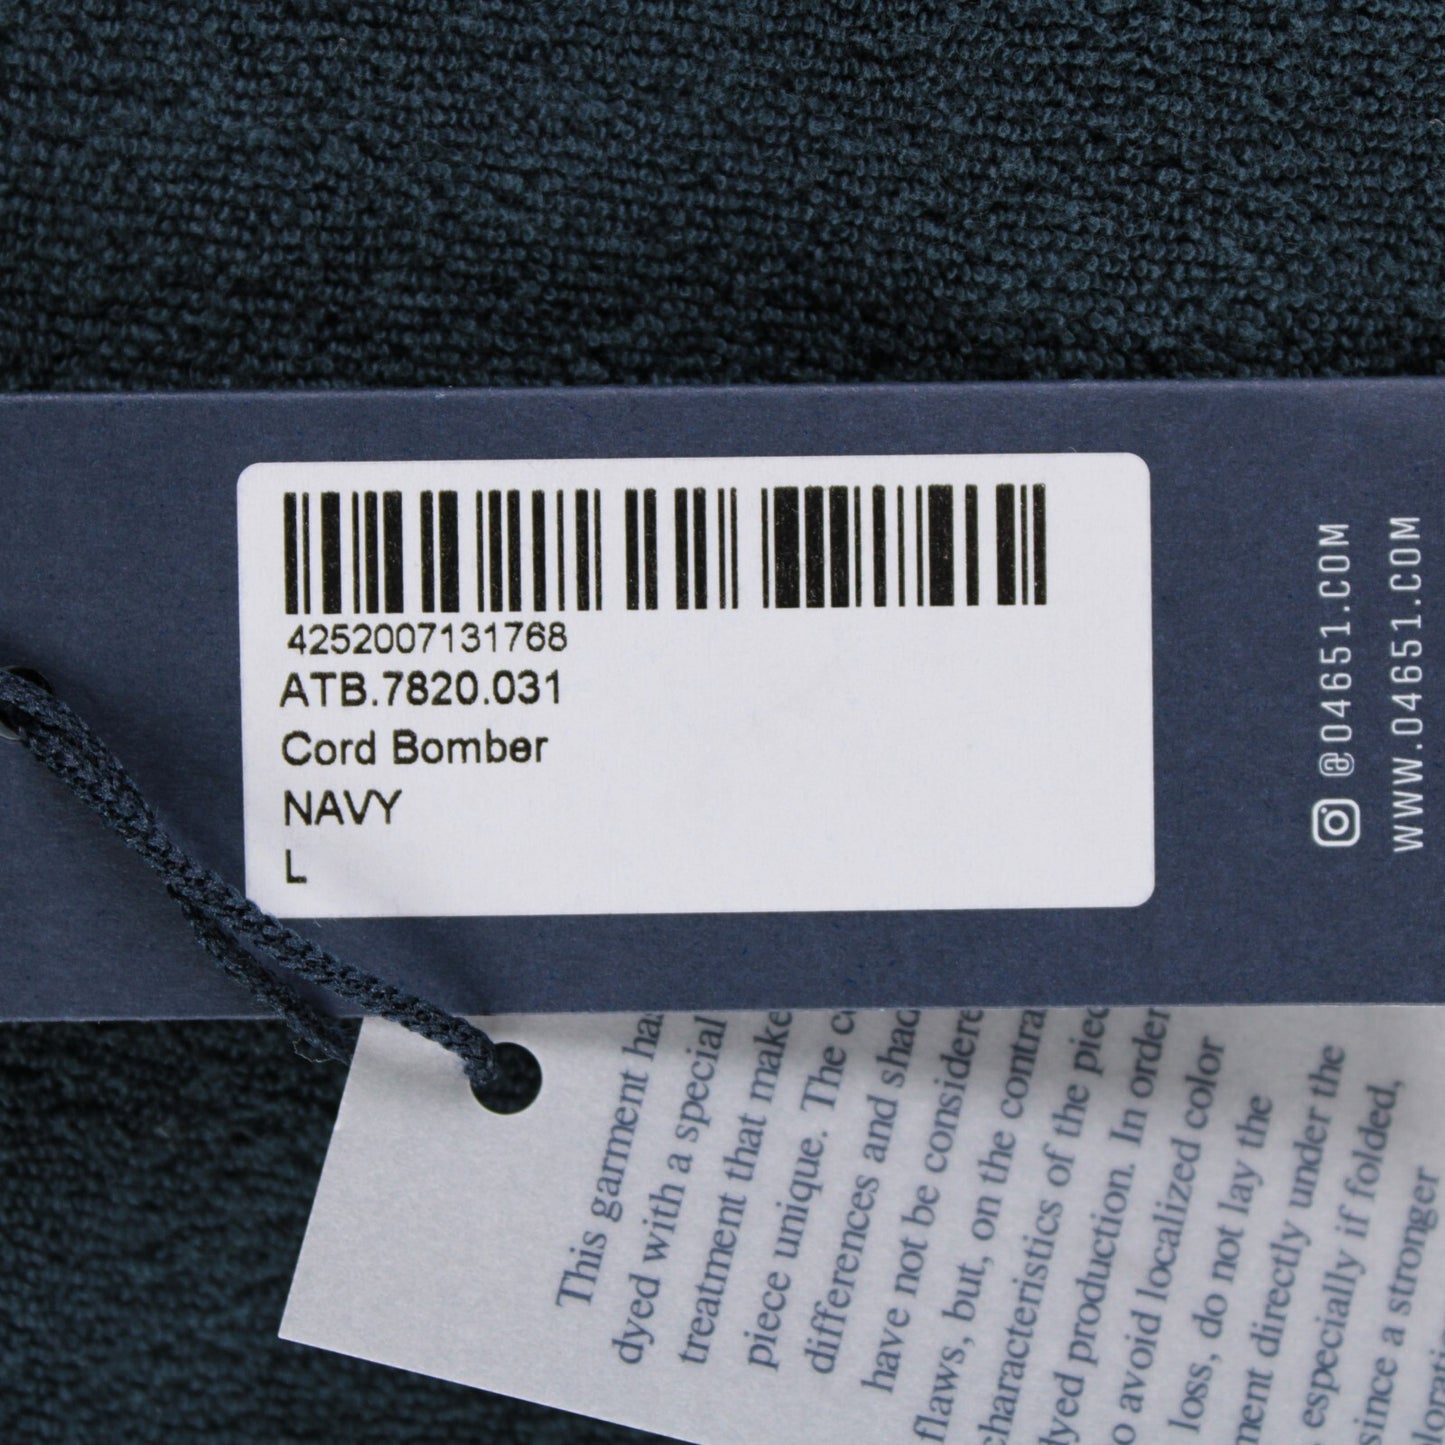 4252007131768
ATB.7820.031
Cord Bomber
NAVY
L
@04651.COM
WWW.04651.COM
This garment has
dyed with a special
treatment that make
piece unique. The
differences and shad
have not be considere
flaws, but, on the contra
characteristics of the piec
dyed production. In order
o avoid localized color
loss, do not lay the
ment directly under the
especially if folded,
since a stronger